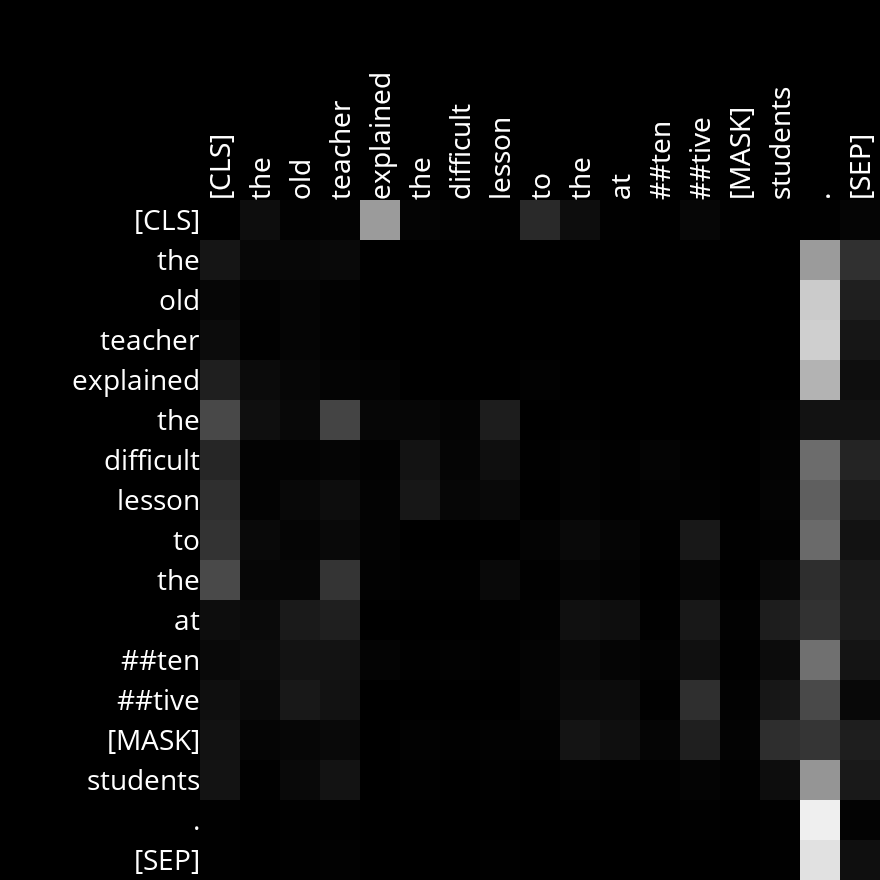 [CLS] the old teacher explained the difficult lesson to the at ##ten ##tive [MASK] students . [SEP]
[CLS]
the
old
teacher
explained
the
difficult
lesson
to
the
at
##ten
##tive
[MASK]
students
.
[SEP]